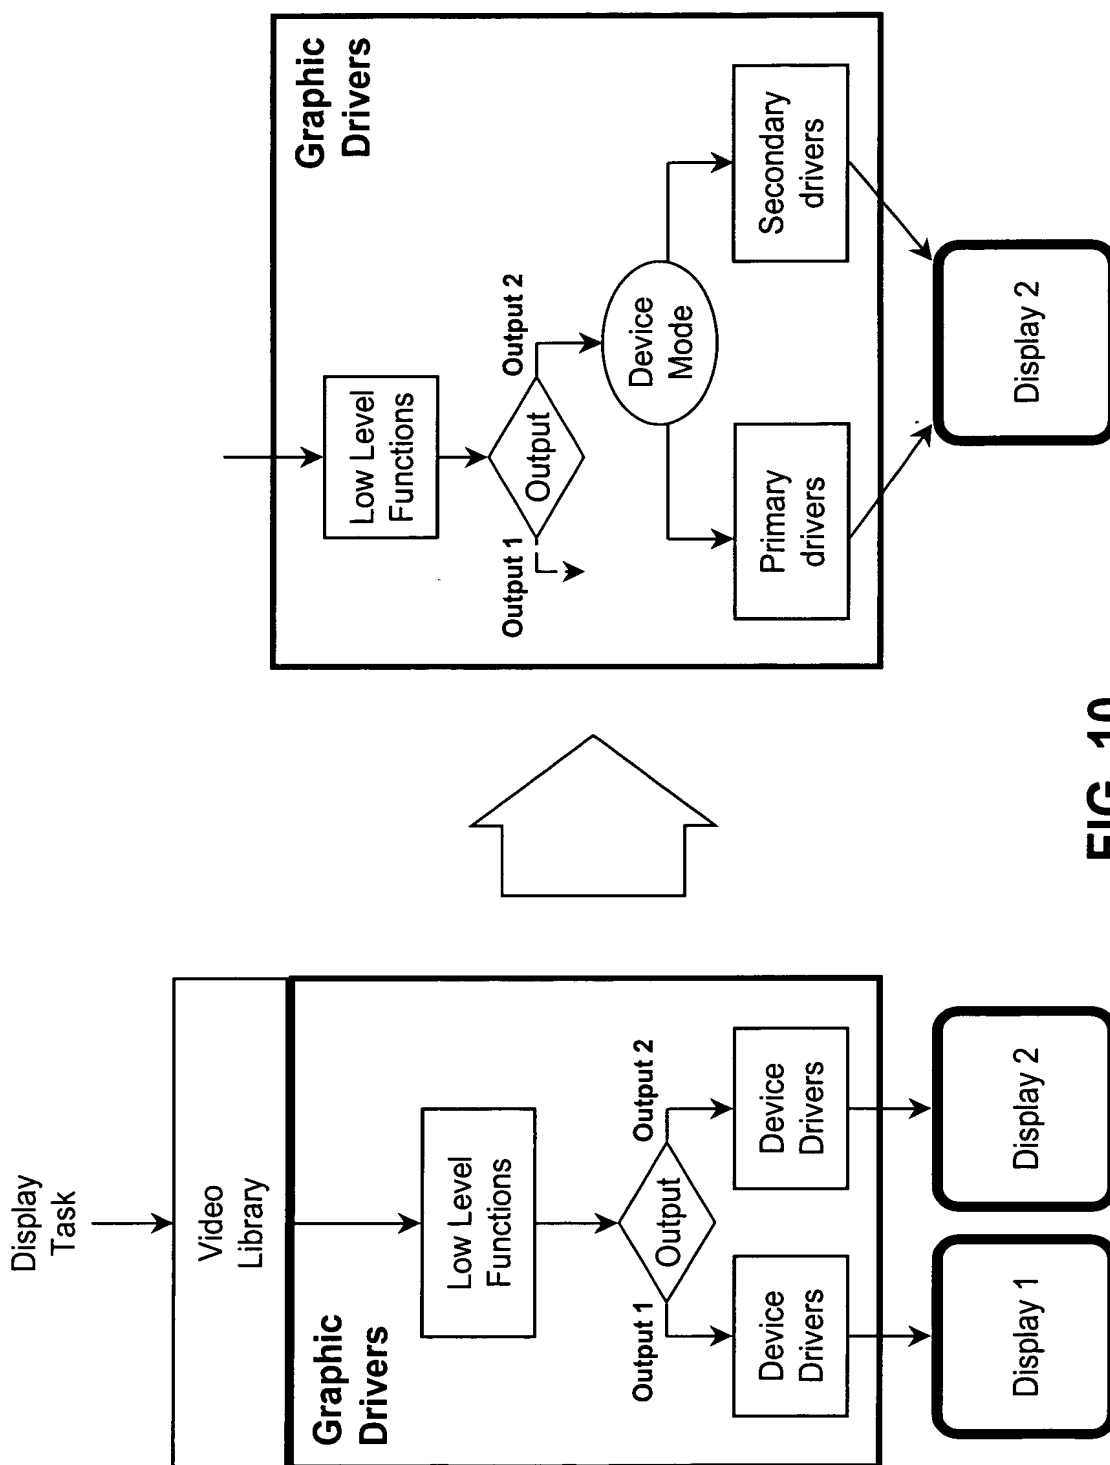 Display
Task
Video
Library
Graphic
Drivers
Low Level
Functions
Output
Output 1
Output 2
Device
Drivers
Device
Drivers
Display 1
Display 2
Graphic
Drivers
Low Level
Functions
Output
Output 1
Output 2
Device
Mode
Primary
drivers
Secondary
drivers
Display 2
FIG. 10